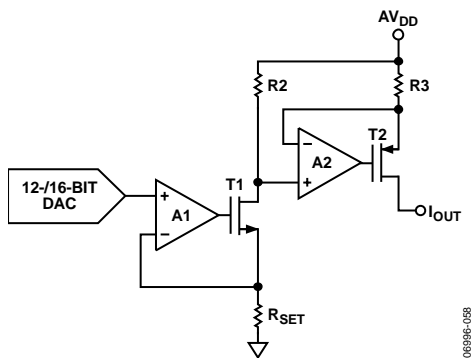 AVDD
R2
R3
T2
A2
T1
12-/16-BIT
DAC
A1
IOUT
RSET
+
−
−
+
06996-058